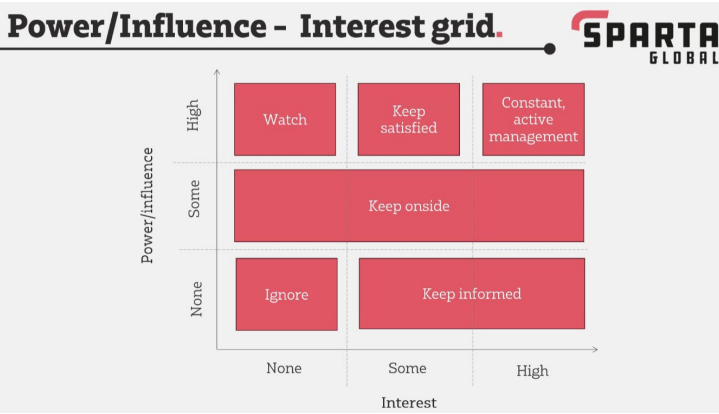 Power/Influence - Interest grid.
SPARTA
GLOBAL
Power/influence
High
Watch
Keep
satisfied
Constant,
active
management
Some
Keep onside
None
Ignore
Keep informed
None
Some
High
Interest